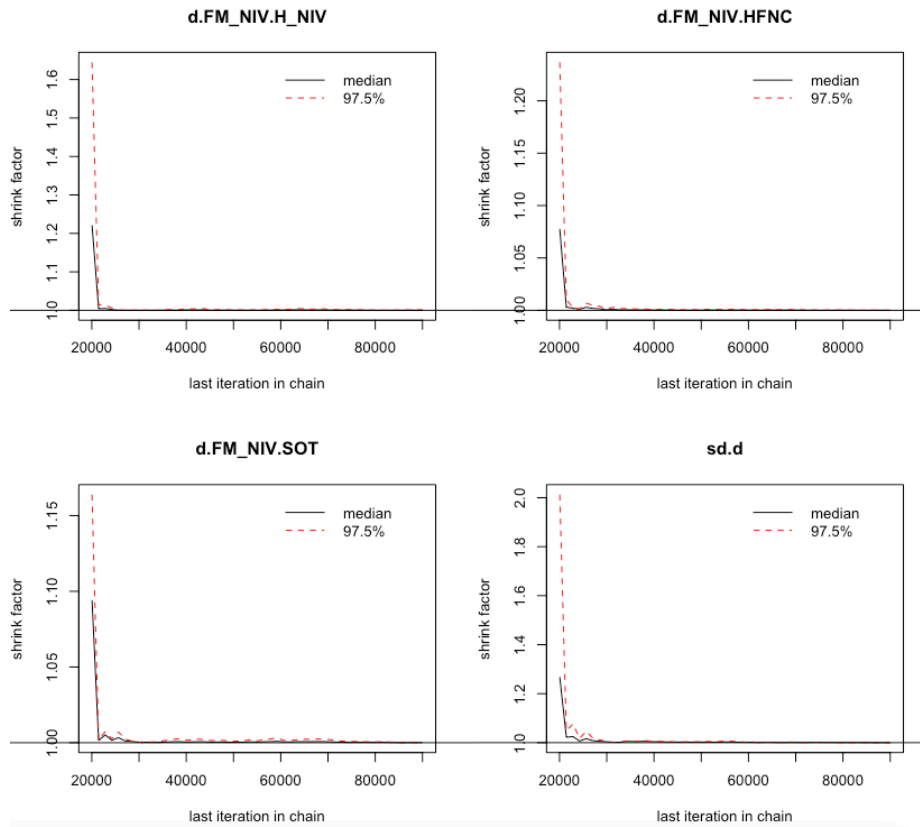 d.FM_NIV.H_NIV
median
97.5%
shrink factor
1.0 1.1 1.2 1.3 1.4 1.5 1.6
20000 40000 60000 80000
last iteration in chain
d.FM_NIV.HFNC
median
97.5%
shrink factor
1.00 1.05 1.10 1.15 1.20
20000 40000 60000 80000
last iteration in chain
d.FM_NIV.SOT
median
97.5%
shrink factor
1.00 1.05 1.10 1.15
20000 40000 60000 80000
last iteration in chain
sd.d
median
97.5%
shrink factor
1.0 1.2 1.4 1.6 1.8 2.0
20000 40000 60000 80000
last iteration in chain